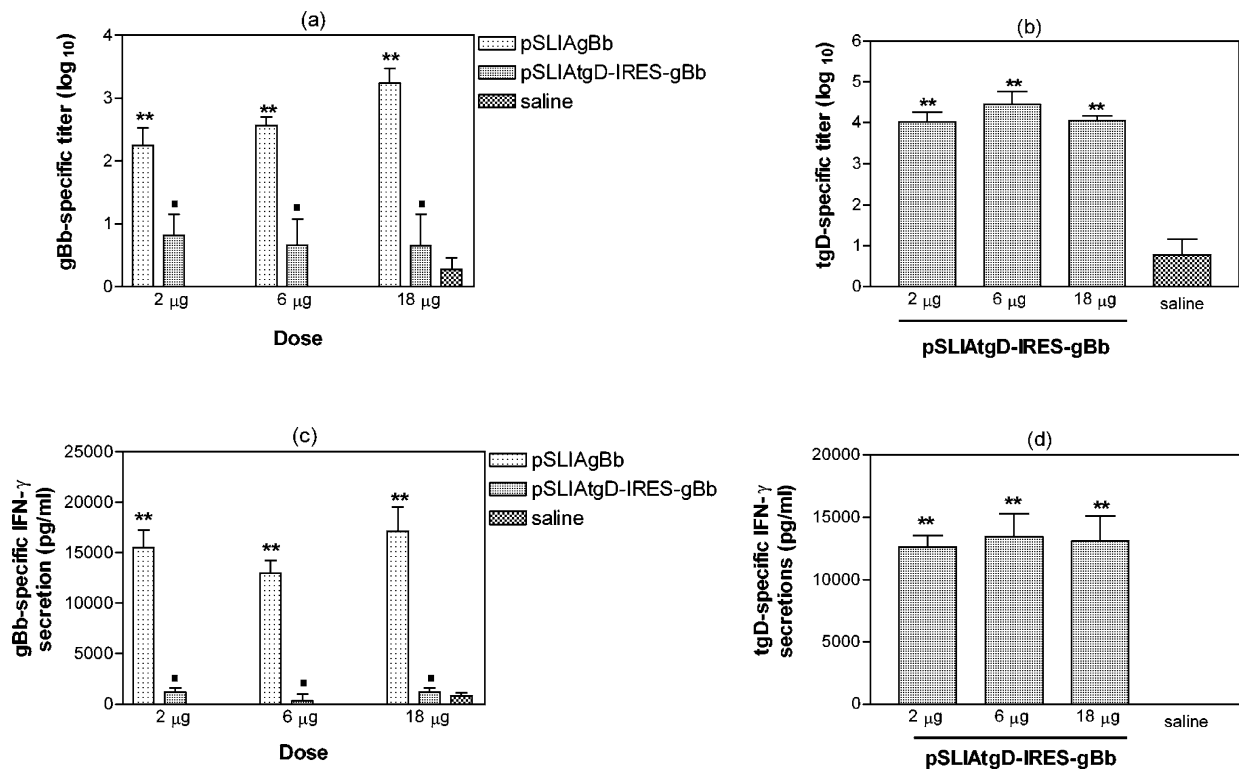 (a)
gBb-specific titer (log 10)
4
3
2
1
0
**
**
**
2 µg
6 µg
18 µg
Dose
pSLIAgBb
pSLIAtgD-IRES-gBb
saline
(b)
tgD-specific titer (log 10)
6
5
4
3
2
1
0
**
**
**
2 µg
6 µg
18 µg
saline
pSLIAtgD-IRES-gBb
(c)
gBb-specific IFN-γ
secretion (pg/ml)
25000
20000
15000
10000
5000
0
**
**
**
2 µg
6 µg
18 µg
Dose
pSLIAgBb
pSLIAtgD-IRES-gBb
saline
(d)
tgD-specific IFN-γ
secretions (pg/ml)
20000
15000
10000
5000
0
**
**
**
2 µg
6 µg
18 µg
saline
pSLIAtgD-IRES-gBb